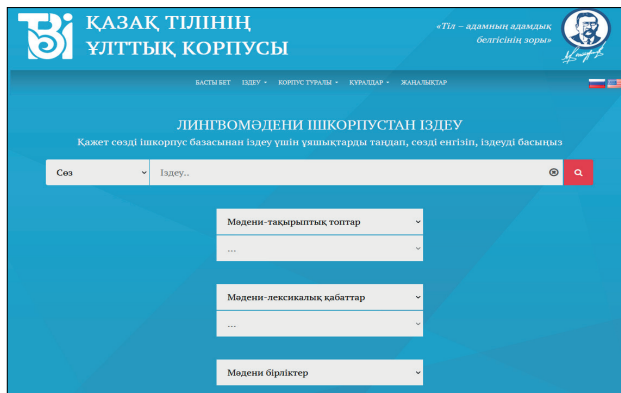 ҚАЗАҚ ТІЛІНІҢ
ҰЛТТЫҚ КОРПУСЫ
«Тіл – адамның адамдық
белгісінің зоры»
БАСТЫ БЕТ ІЗДЕУ КОРПУС ТУРАЛЫ ҚҰРАЛДАР ЖАҢАЛЫКТАР
ЛИНГВОМӘДЕНИ ІШКОРПУСТАН ІЗДЕУ
Қажет сөзді ішкорпус базасынан іздеу үшін ұяшықтарды таңдап, сөзді енгізіп, іздеуді басыңыз
Сөз Іздеу..
Мәдени-тақырыптық топтар
...
Мәдени-лексикалық қабаттар
...
Мәдени бірліктер